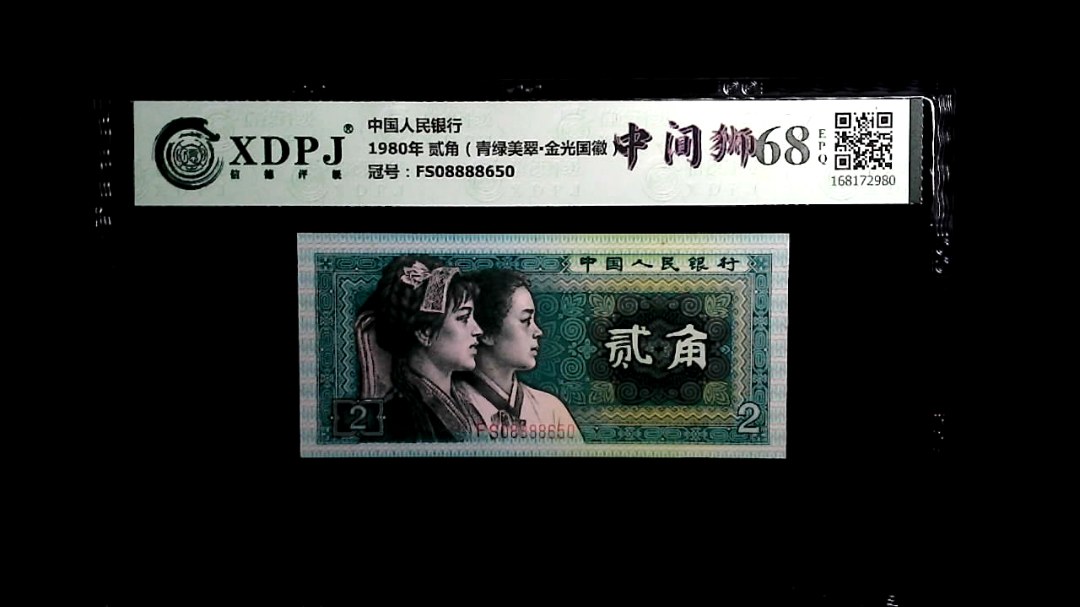 XDPJ®
信德评级
中国人民银行
1980年 贰角（青绿美翠·金光国徽）
冠号：FS08888650
中间狮
68
EPQ
168172980
中国人民银行
贰角
2
2
FS08888650